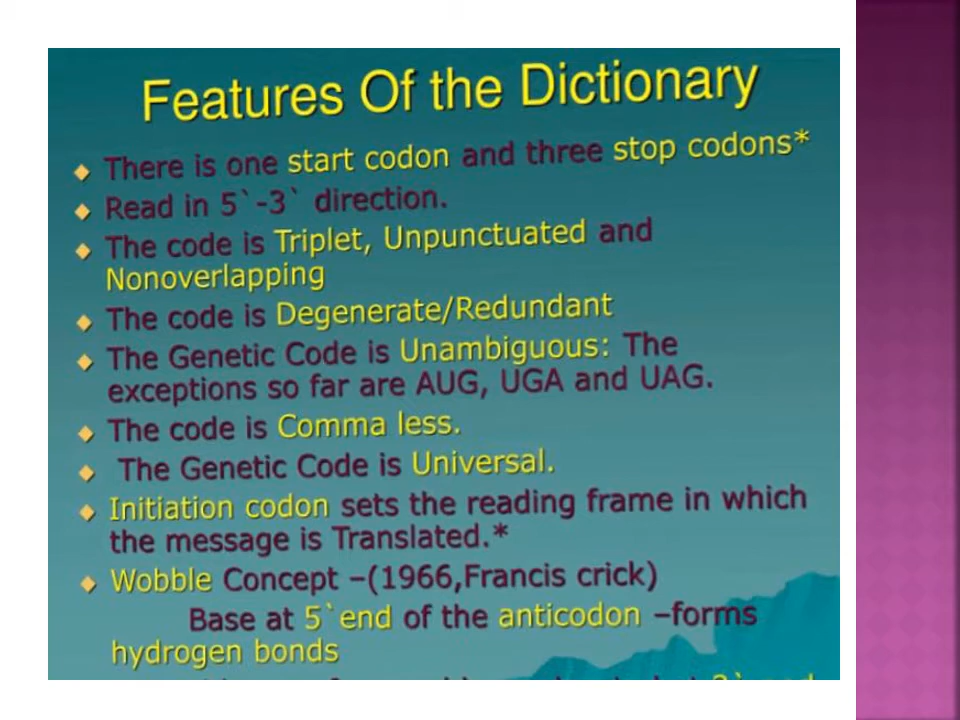 Features Of the Dictionary
There is one start codon and three stop codons*
Read in 5`-3` direction.
The code is Triplet, Unpunctuated and
Nonoverlapping
The code is Degenerate/Redundant
The Genetic Code is Unambiguous: The
exceptions so far are AUG, UGA and UAG.
The code is Comma less.
The Genetic Code is Universal.
Initiation codon sets the reading frame in which
the message is Translated.*
Wobble Concept –(1966,Francis crick)
Base at 5`end of the anticodon –forms
hydrogen bonds